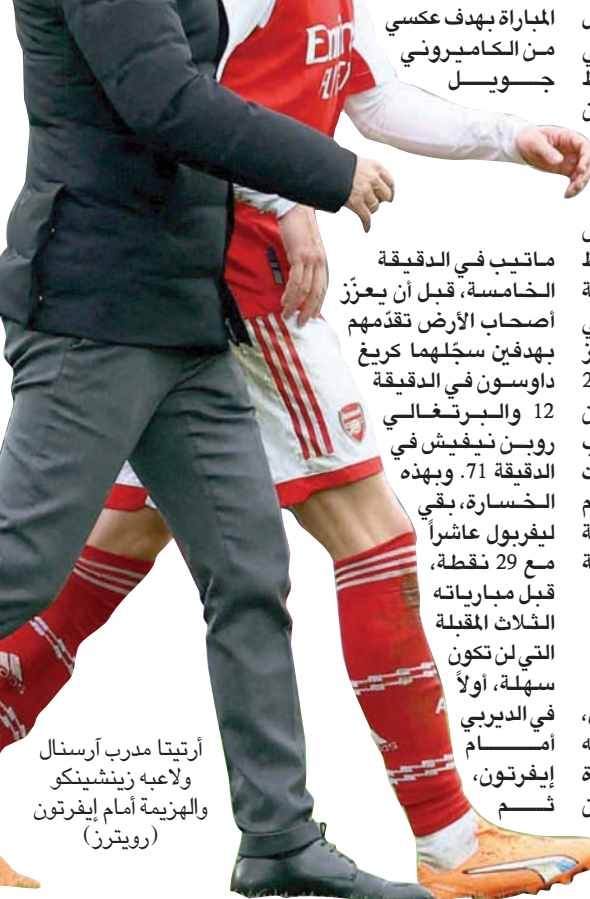 المباراة بهدف عكسي
من الكاميروني
جويل
ماتيب في الدقيقة
الخامسة، قبل أن يعزّز
أصحاب الأرض تقدّمهم
بهدفين سجّلهما كريغ
داوسون في الدقيقة
12 والبرتغالي
روبن نيفيش في
الدقيقة 71. وبهذه
الخسارة، بقي
ليفربول عاشراً
مع 29 نقطة،
قبل مبارياته
الثلاث المقبلة
التي لن تكون
سهلة، أولاً
في الديربي
أمام
إيفرتون،
ثم
أرتيتا مدرب آرسنال
ولاعبه زينشينكو
والهزيمة أمام إيفرتون
(رويترز)
Arsenal